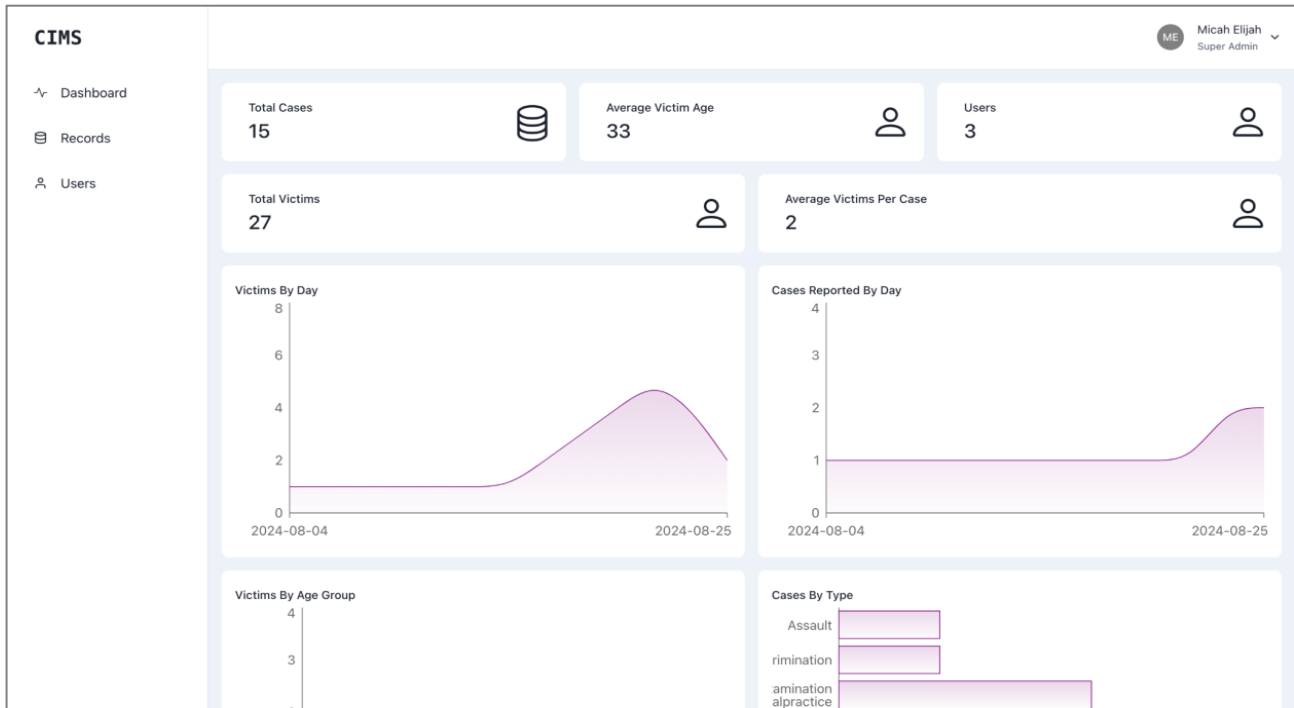 CIMS
ME
Micah Elijah
Super Admin
Dashboard
Records
Users
Total Cases
15
Average Victim Age
33
Users
3
Total Victims
27
Average Victims Per Case
2
Victims By Day
8
6
4
2
0
2024-08-04
2024-08-25
Cases Reported By Day
4
3
2
1
0
2024-08-04
2024-08-25
Victims By Age Group
4
3
Cases By Type
Assault
rimination
amination
alpractice